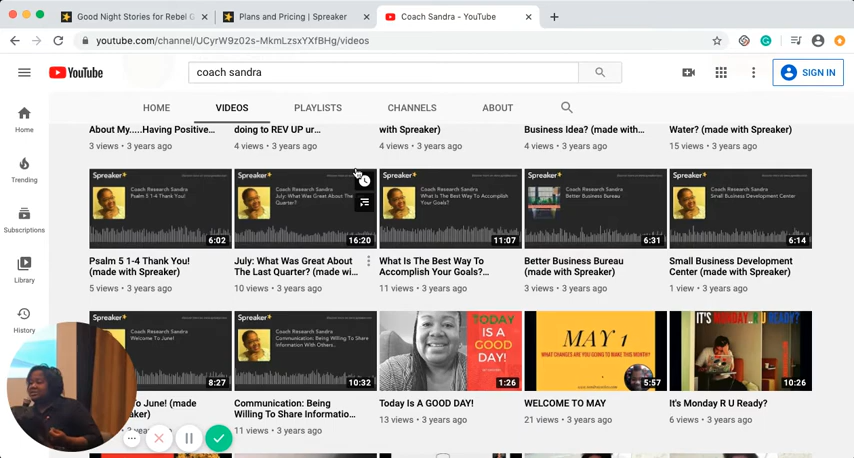 Good Night Stories for Rebel G
Plans and Pricing | Spreaker
Coach Sandra - YouTube
youtube.com/channel/UCyrW9z02s-MkmLzsxYXfBHg/videos
YouTube
coach sandra
SIGN IN
HOME
VIDEOS
PLAYLISTS
CHANNELS
ABOUT
Home
Trending
Subscriptions
Library
History
About My.....Having Positive...
3 views • 3 years ago
doing to REV UP ur...
4 views • 3 years ago
with Spreaker)
4 views • 3 years ago
Business Idea? (made with...
4 views • 3 years ago
Water? (made with Spreaker)
15 views • 3 years ago
Spreaker
Coach Research Sandra
Psalm 5 1-4 Thank You!
6:02
Psalm 5 1-4 Thank You!
(made with Spreaker)
5 views • 3 years ago
Spreaker
Coach Research Sandra
July: What Was Great About The
Quarter?
16:20
July: What Was Great About
The Last Quarter? (made wi...
10 views • 3 years ago
Spreaker
Coach Research Sandra
What Is The Best Way To Accomplish
Your Goals?
11:07
What Is The Best Way To
Accomplish Your Goals?...
11 views • 3 years ago
Spreaker
Coach Research Sandra
Better Business Bureau
6:31
Better Business Bureau
(made with Spreaker)
3 views • 3 years ago
Spreaker
Coach Research Sandra
Small Business Development Center
6:14
Small Business Development
Center (made with Spreaker)
1 view • 3 years ago
Spreaker
Coach Research Sandra
Welcome To June!
8:27
To June! (made
Spreaker
Coach Research Sandra
Communication: Being Willing To Share
Information With Others..
10:32
Communication: Being
Willing To Share Informatio...
11 views • 3 years ago
TODAY
IS A
GOOD
DAY!
1:26
Today Is A GOOD DAY!
13 views • 3 years ago
MAY 1
WHAT CHANGES ARE YOU GOING TO MAKE THIS MONTH?
5:57
WELCOME TO MAY
21 views • 3 years ago
IT'S MONDAY R U READY?
10:26
It's Monday R U Ready?
6 views • 3 years ago